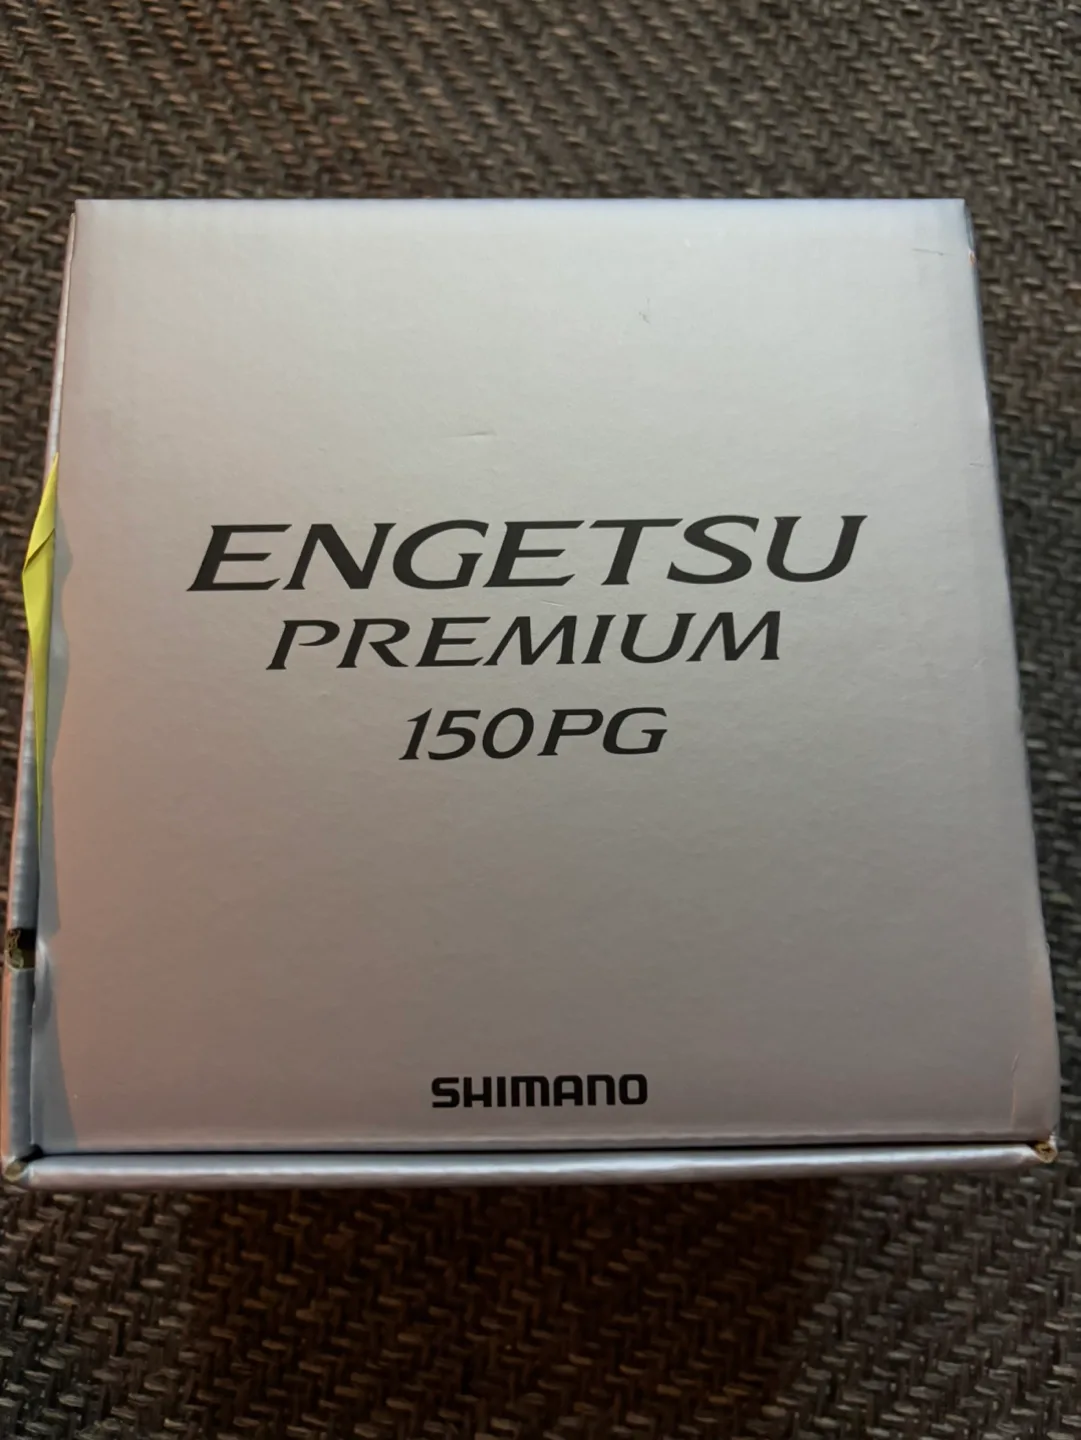 ENGETSU
PREMIUM
150PG
SHIMANO